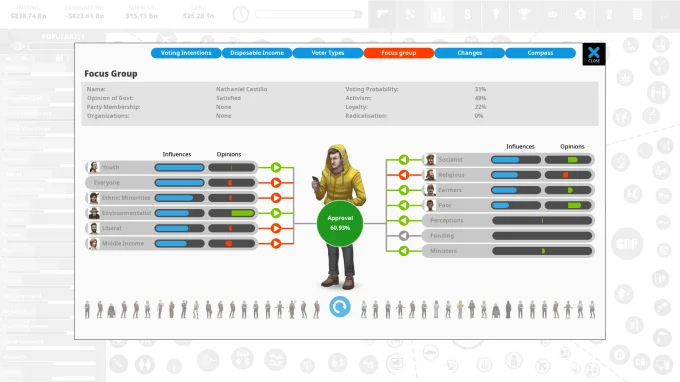 $838.74 Bn
-$823.61 Bn
$15.13 Bn
$25.28 Tn
POPULARITY
Voting Intentions
Disposable Income
Voter Types
Focus group
Changes
Compass
CLOSE
Focus Group
Name: Nathaniel Castillo Voting Probability: 31%
Opinion of Govt: Satisfied Activism: 49%
Party Membership: None Loyalty: 22%
Organizations: None Radicalisation: 0%
Influences Opinions
Youth
Everyone
Ethnic Minorities
Environmentalist
Liberal
Middle Income
Approval
60.93%
Influences Opinions
Socialist
Religious
Farmers
Poor
Perceptions
Funding
Ministers
GDP